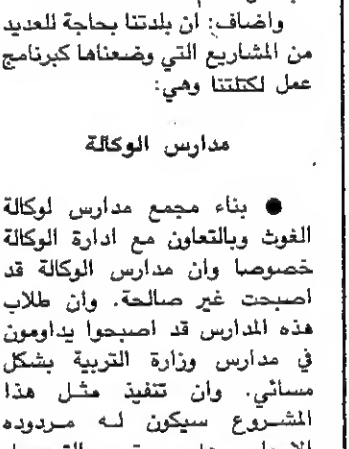 واضاف: ان بلدتنا بحاجة للعديد
من المشاريع التي وضعناها كبرنامج
عمل لكتلتنا وهي:
مدارس الوكالة
● بناء مجمع مدارس لوكالة
الغوث وبالتعاون مع ادارة الوكالة
خصوصا وان مدارس الوكالة قد
اصبحت غير صالحة. وان طلاب
هذه المدارس قد اصبحوا يداومون
في مدارس وزارة التربية بشكل
مسائي. وان تنفيذ مثل هذا
المشروع سيكون له مردوده